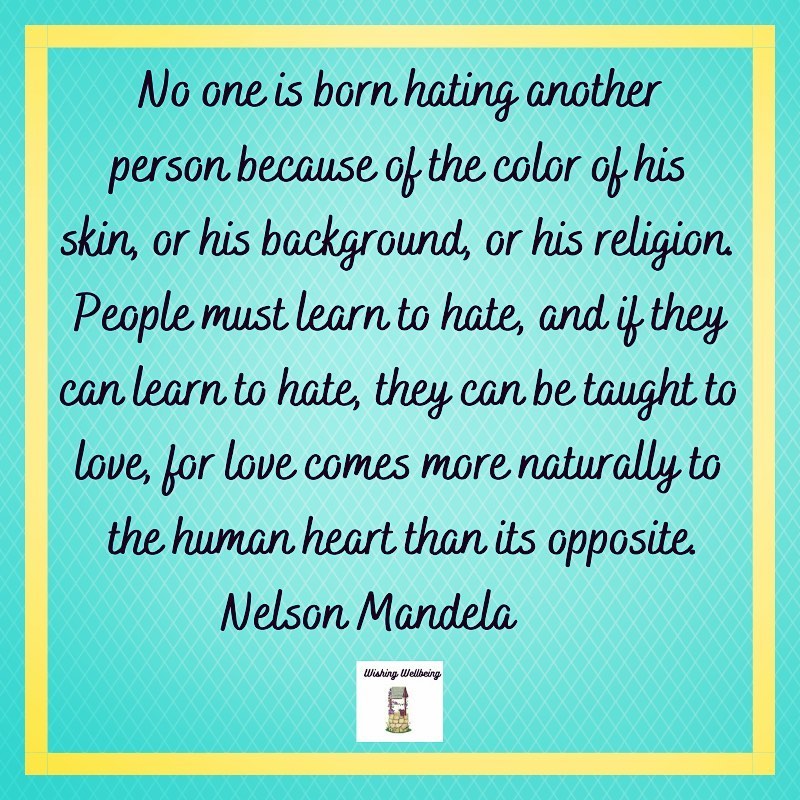 No one is born hating another
person because of the color of his
skin, or his background, or his religion.
People must learn to hate, and if they
can learn to hate, they can be taught to
love, for love comes more naturally to
the human heart than its opposite.
Nelson Mandela
Wishing Wellbeing